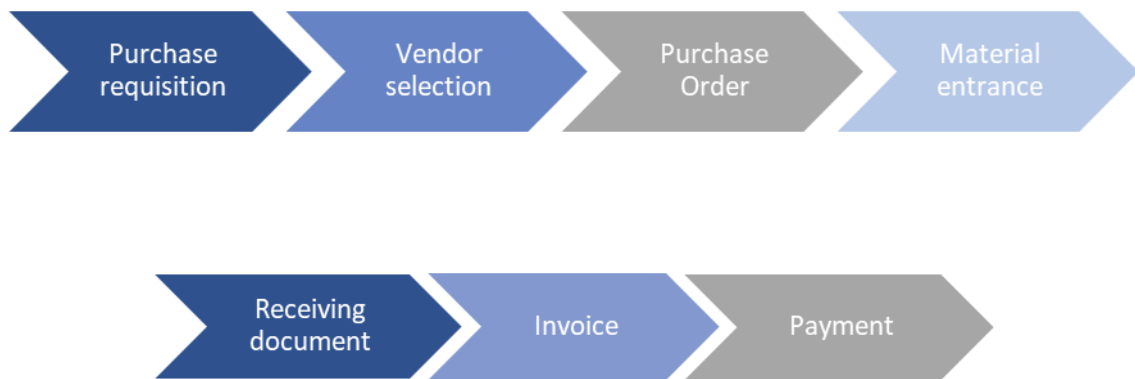 Purchase
requisition
Vendor
selection
Purchase
Order
Material
entrance
Receiving
document
Invoice
Payment